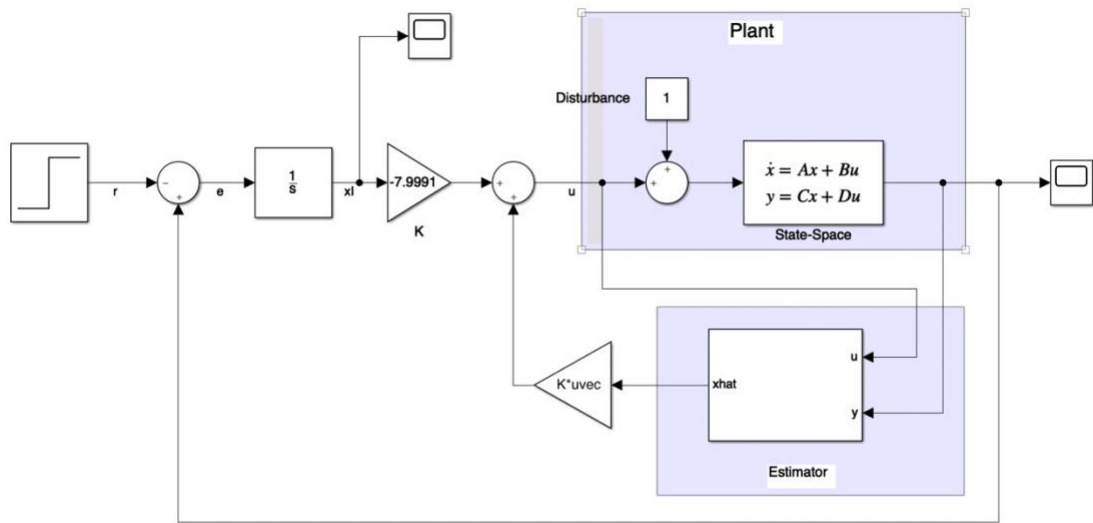 Plant
Disturbance
1
r
−
+
e
1
s
xI
-7.9991
K
+
+
u
+
+
ẋ = Ax + Bu
y = Cx + Du
State-Space
K*uvec
xhat
u
y
Estimator